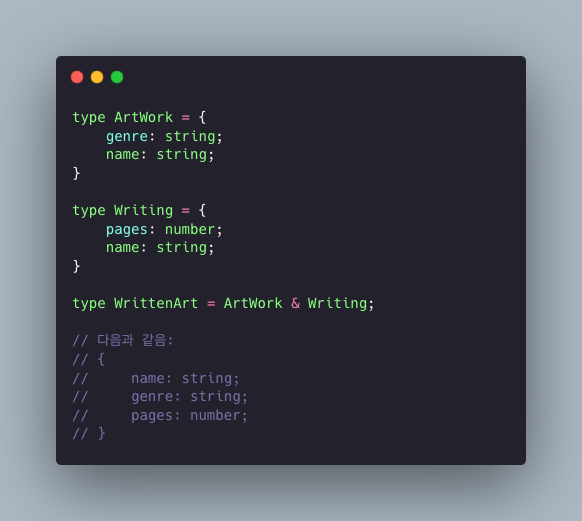 type ArtWork = {
    genre: string;
    name: string;
}
type Writing = {
    pages: number;
    name: string;
}
type WrittenArt = ArtWork & Writing;
// 다음과 같음:
// {
//     name: string;
//     genre: string;
//     pages: number;
// }